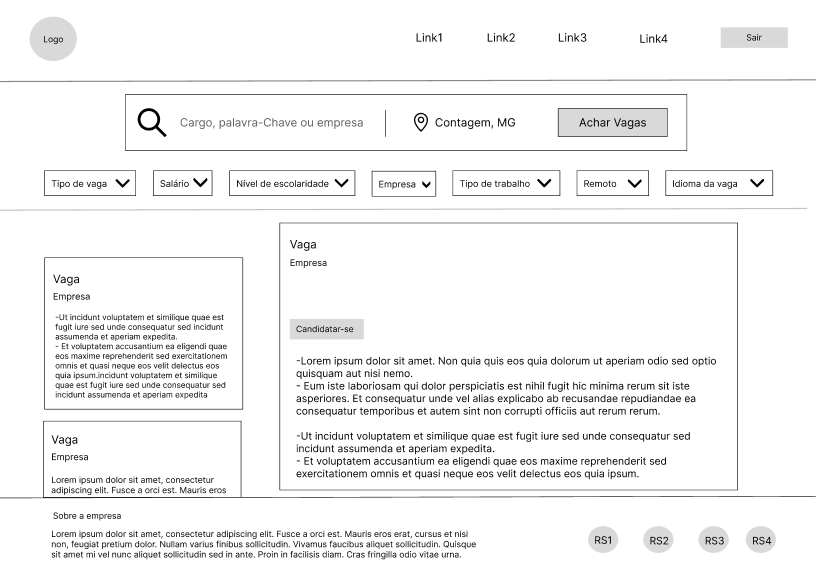 Logo
Link1
Link2
Link3
Link4
Sair
Cargo, palavra-Chave ou empresa
Contagem, MG
Achar Vagas
Tipo de vaga
Salário
Nível de escolaridade
Empresa
Tipo de trabalho
Remoto
Idioma da vaga
Vaga
Empresa
-Ut incidunt voluptatem et similique quae est
fugit iure sed unde consequatur sed incidunt
assumenda et aperiam expedita.
- Et voluptatem accusantium ea eligendi quae
eos maxime reprehenderit sed exercitationem
omnis et quasi neque eos velit delectus eos
quia ipsum.incidunt voluptatem et similique
quae est fugit iure sed unde consequatur sed
incidunt assumenda et aperiam expedita
Vaga
Empresa
Lorem ipsum dolor sit amet, consectetur
adipiscing elit. Fusce a orci est. Mauris eros
Vaga
Empresa
Candidatar-se
-Lorem ipsum dolor sit amet. Non quia quis eos quia dolorum ut aperiam odio sed optio
quisquam aut nisi nemo.
- Eum iste laboriosam qui dolor perspiciatis est nihil fugit hic minima rerum sit iste
asperiores. Et consequatur unde vel alias explicabo ab recusandae repudiandae ea
consequatur temporibus et autem sint non corrupti officiis aut rerum rerum.
-Ut incidunt voluptatem et similique quae est fugit iure sed unde consequatur sed
incidunt assumenda et aperiam expedita.
- Et voluptatem accusantium ea eligendi quae eos maxime reprehenderit sed
exercitationem omnis et quasi neque eos velit delectus eos quia ipsum.
Sobre a empresa
Lorem ipsum dolor sit amet, consectetur adipiscing elit. Fusce a orci est. Mauris eros erat, cursus et nisi
non, feugiat pretium dolor. Nullam varius finibus sollicitudin. Vivamus faucibus aliquet sollicitudin. Quisque
sit amet mi vel nunc aliquet sollicitudin sed in ante. Proin in facilisis diam. Cras fringilla odio vitae urna.
RS1
RS2
RS3
RS4